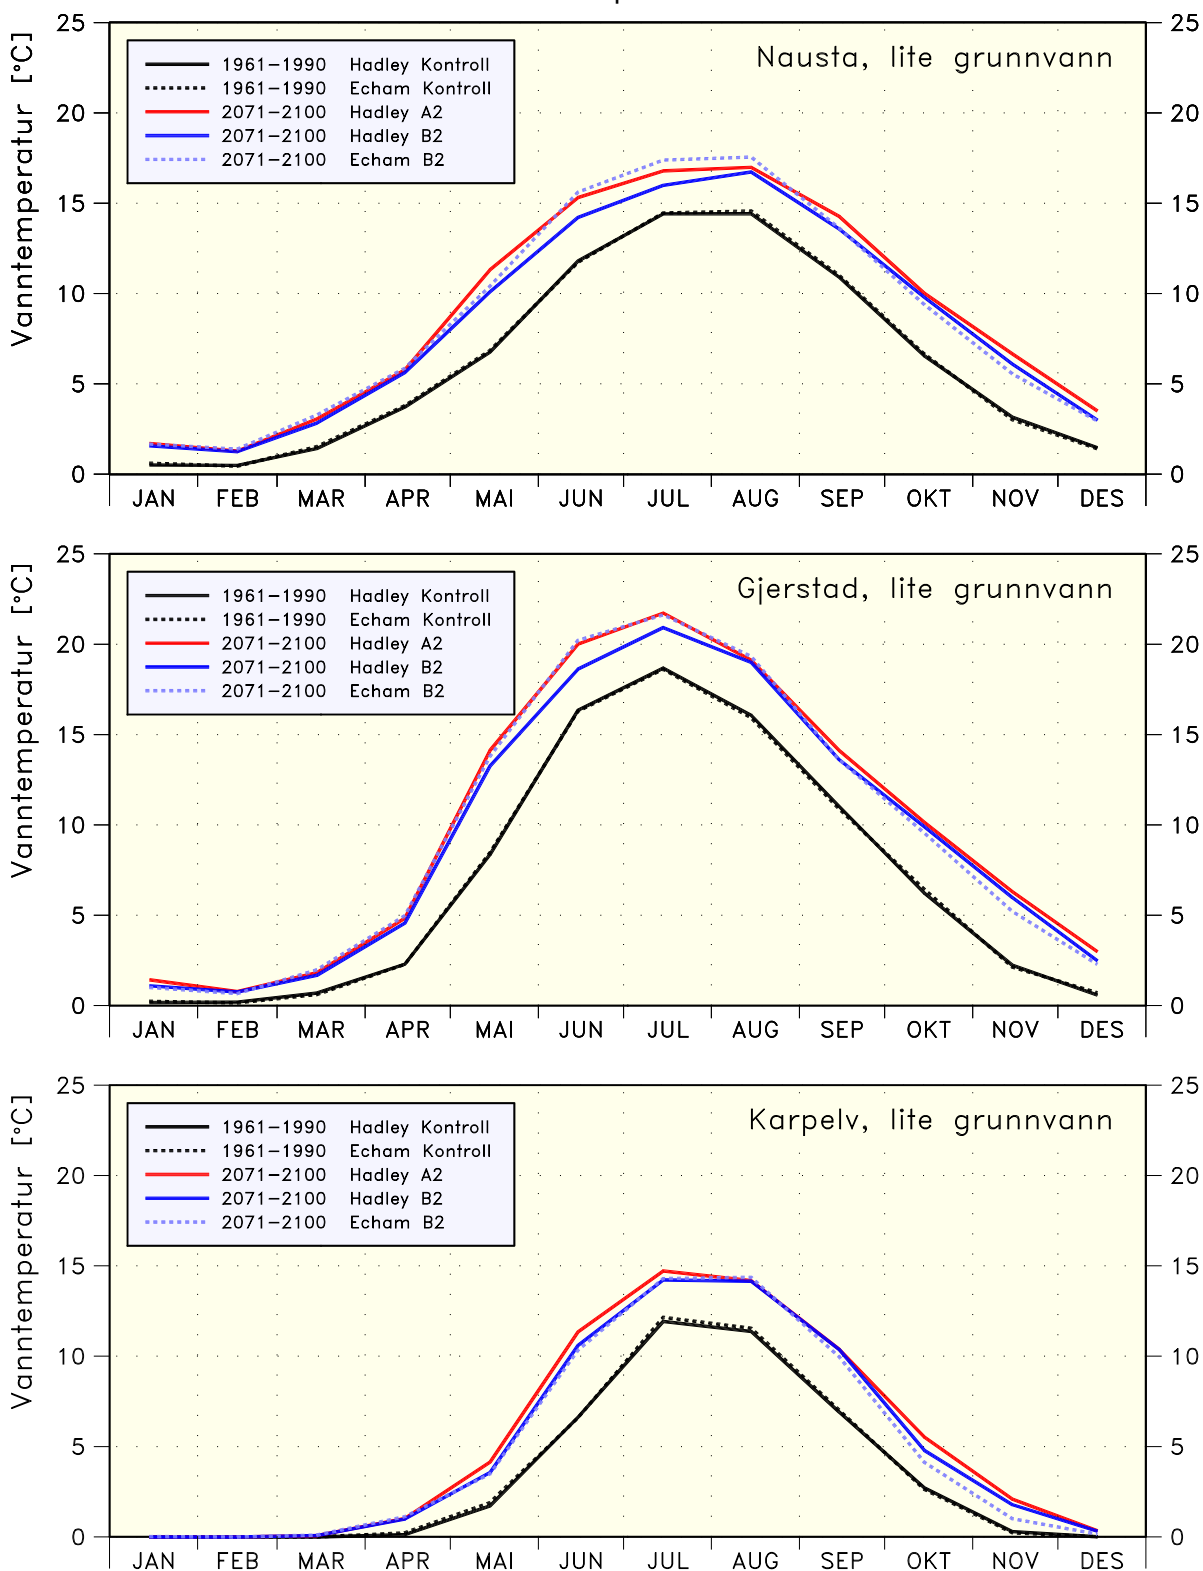 25 25
1961-1990 Hadley Kontroll
Nausta, lite grunnvann
1961-1990 Echam Kontroll
2071-2100 Hadley A2
2071-2100 Hadley B2
2071-2100 Echam B2
Vanntemperatur [°C]
20 20
15 15
10 10
5 5
0 0
JAN FEB MAR APR MAI JUN JUL AUG SEP OKT NOV DES
25 25
1961-1990 Hadley Kontroll
Gjerstad, lite grunnvann
1961-1990 Echam Kontroll
2071-2100 Hadley A2
2071-2100 Hadley B2
2071-2100 Echam B2
Vanntemperatur [°C]
20 20
15 15
10 10
5 5
0 0
JAN FEB MAR APR MAI JUN JUL AUG SEP OKT NOV DES
25 25
1961-1990 Hadley Kontroll
Karpelv, lite grunnvann
1961-1990 Echam Kontroll
2071-2100 Hadley A2
2071-2100 Hadley B2
2071-2100 Echam B2
Vanntemperatur [°C]
20 20
15 15
10 10
5 5
0 0
JAN FEB MAR APR MAI JUN JUL AUG SEP OKT NOV DES